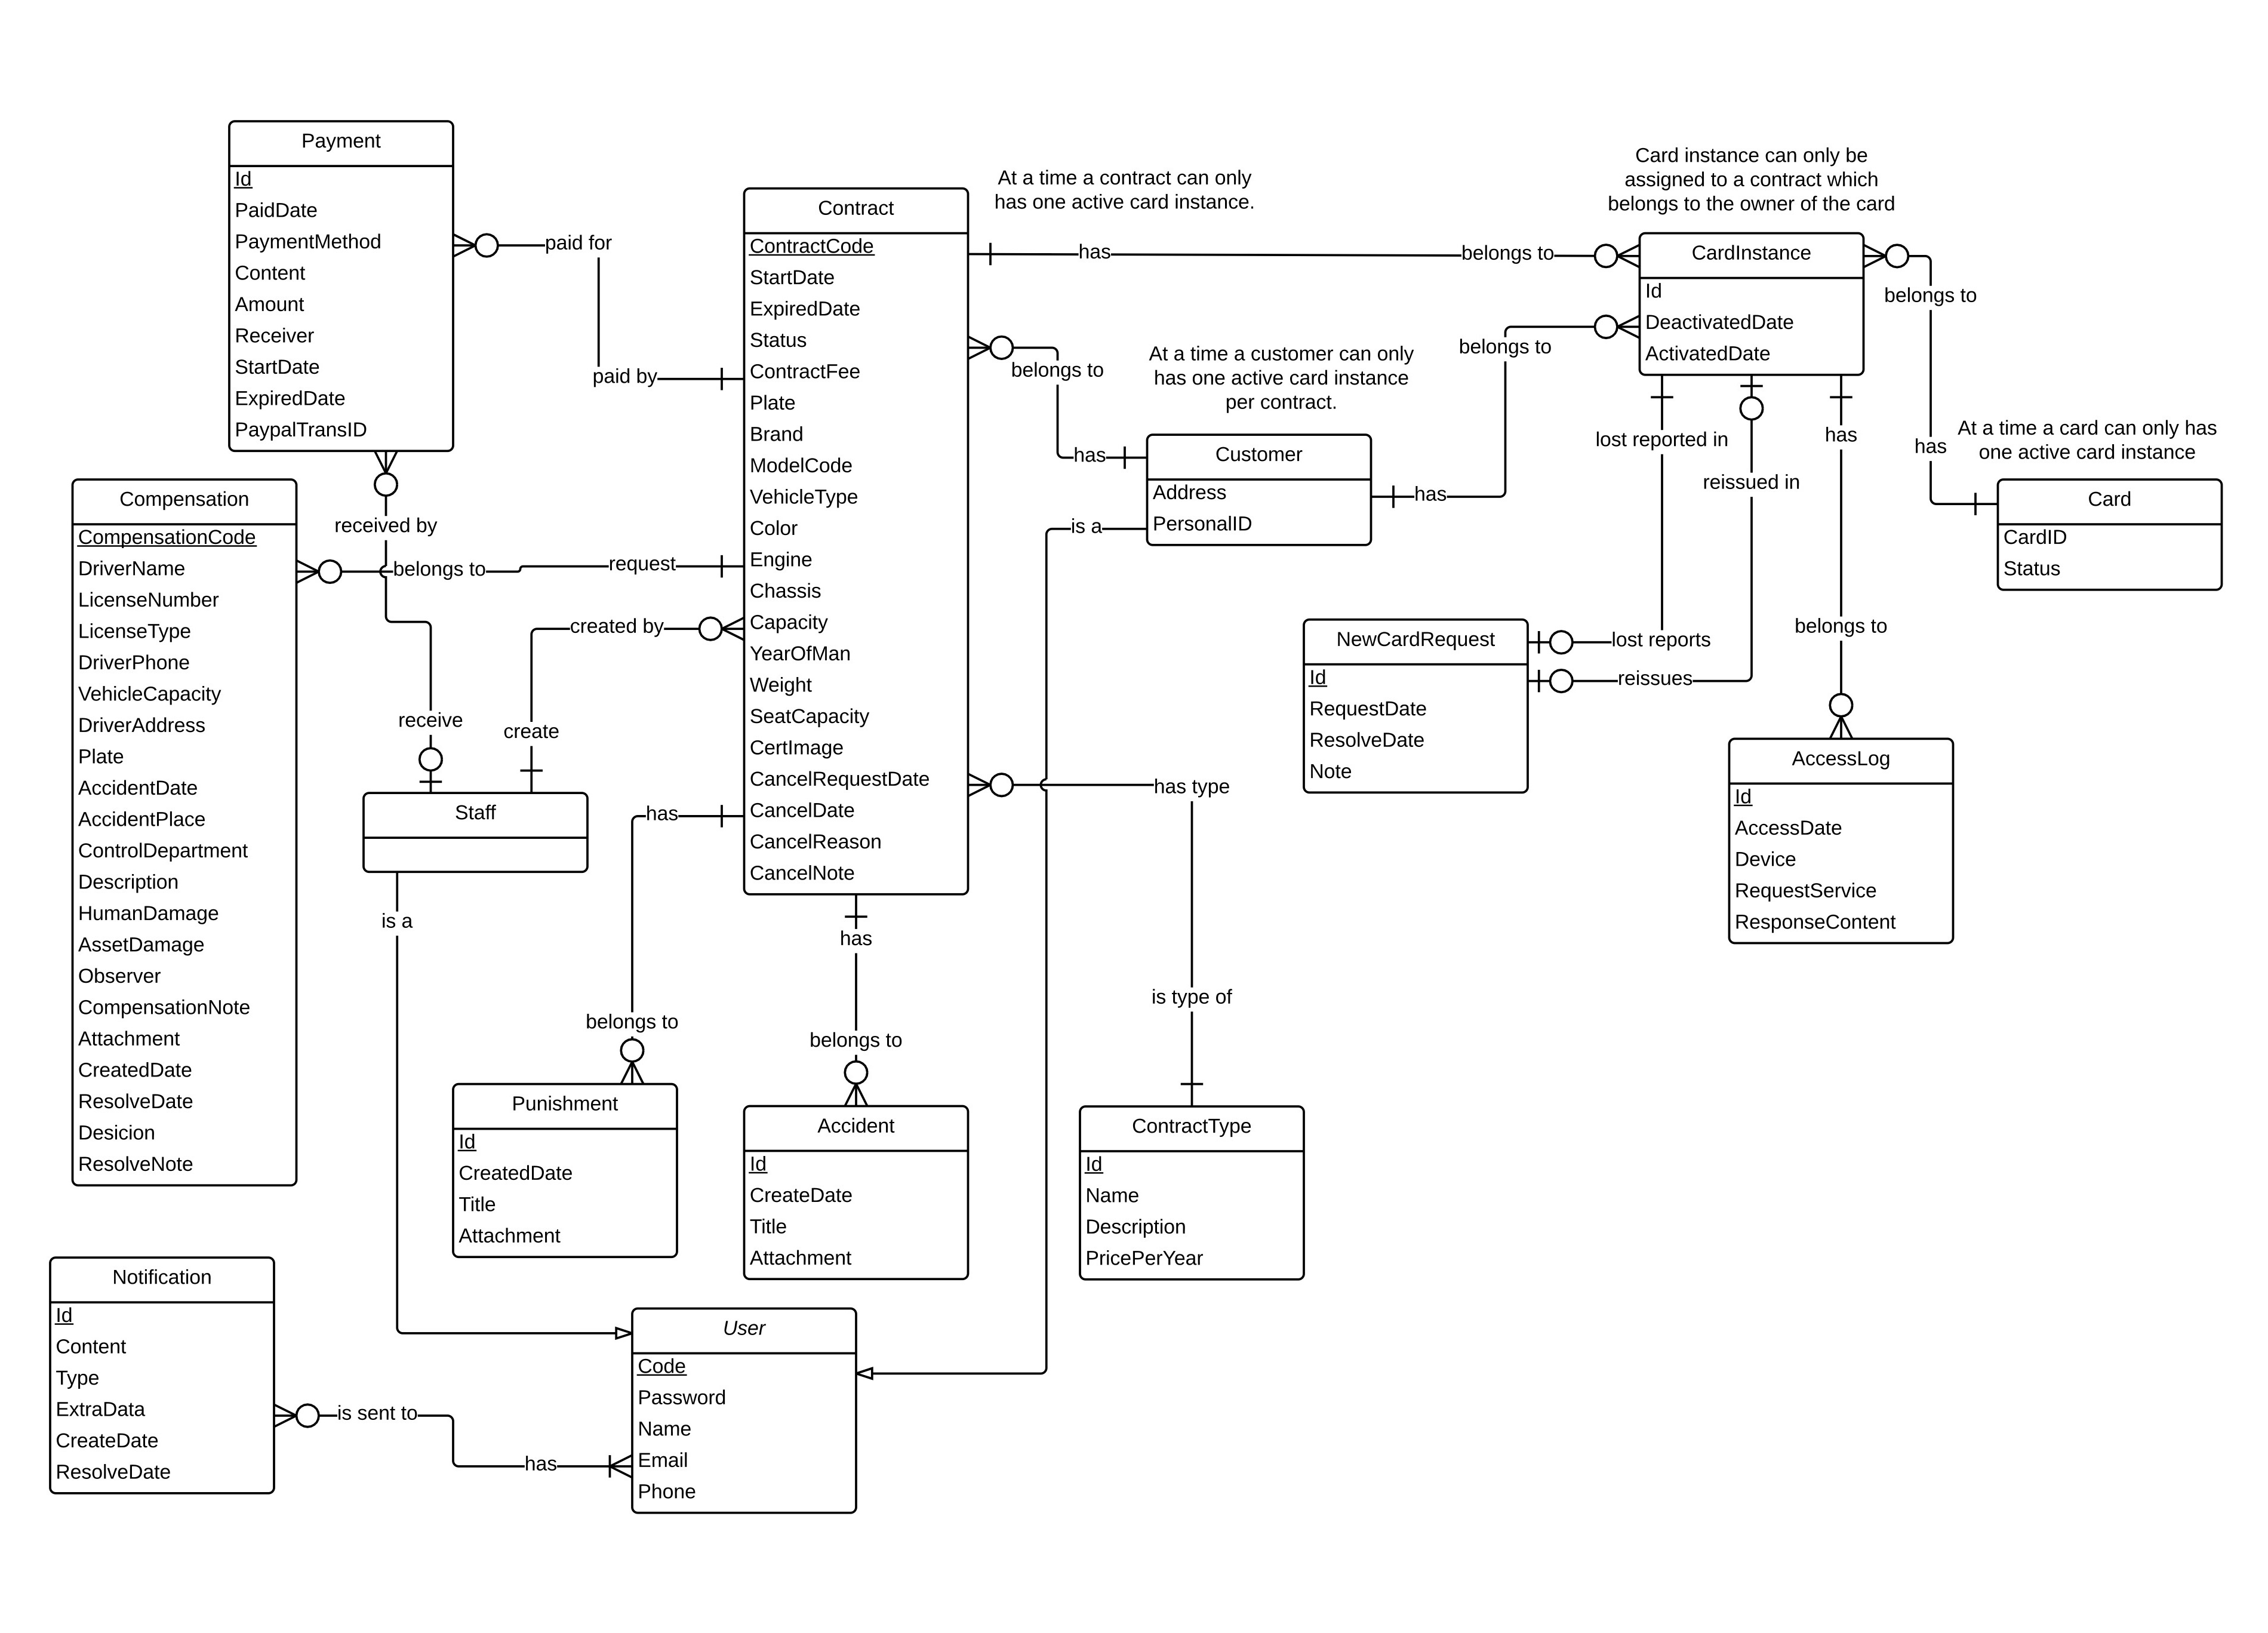 Payment
Id
PaidDate
PaymentMethod
Content
Amount
Receiver
StartDate
ExpiredDate
PaypalTransID
paid for
paid by
received by
receive
Compensation
CompensationCode
DriverName
LicenseNumber
LicenseType
DriverPhone
VehicleCapacity
DriverAddress
Plate
AccidentDate
AccidentPlace
ControlDepartment
Description
HumanDamage
AssetDamage
Observer
CompensationNote
Attachment
CreatedDate
ResolveDate
Desicion
ResolveNote
belongs to
request
created by
create
Staff
is a
Contract
ContractCode
StartDate
ExpiredDate
Status
ContractFee
Plate
Brand
ModelCode
VehicleType
Color
Engine
Chassis
Capacity
YearOfMan
Weight
SeatCapacity
CertImage
CancelRequestDate
CancelDate
CancelReason
CancelNote
At a time a contract can only
has one active card instance.
has
belongs to
Card instance can only be
assigned to a contract which
belongs to the owner of the card
CardInstance
Id
DeactivatedDate
ActivatedDate
belongs to
has
At a time a customer can only
has one active card instance
per contract.
Customer
Address
PersonalID
is a
has
belongs to
belongs to
has
At a time a card can only has
one active card instance
Card
CardID
Status
lost reported in
reissued in
has
belongs to
lost reports
reissues
NewCardRequest
Id
RequestDate
ResolveDate
Note
AccessLog
Id
AccessDate
Device
RequestService
ResponseContent
has
belongs to
has
belongs to
has type
is type of
Punishment
Id
CreatedDate
Title
Attachment
Accident
Id
CreateDate
Title
Attachment
ContractType
Id
Name
Description
PricePerYear
Notification
Id
Content
Type
ExtraData
CreateDate
ResolveDate
is sent to
has
User
Code
Password
Name
Email
Phone